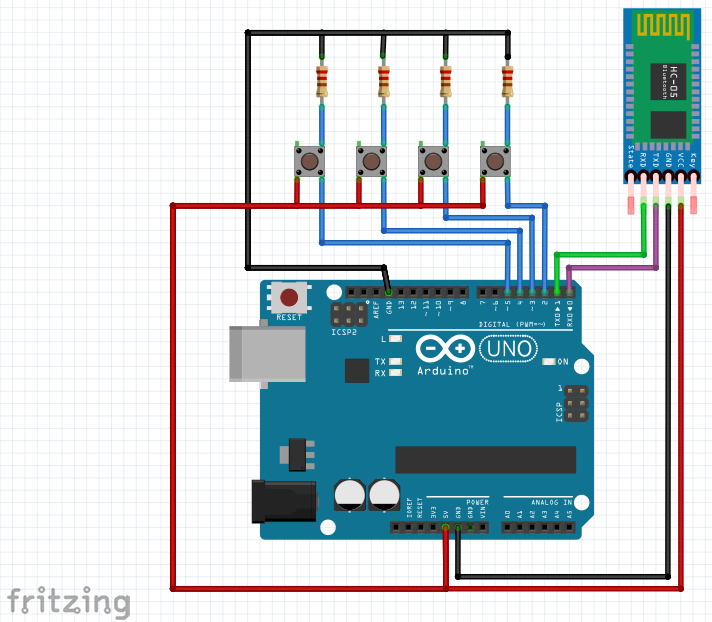 HC-05
Bluetooth
State
RXD
TXD
GND
VCC
Key
RESET
ICSP2
AREF
GND
13
12
~11
~10
~9
8
7
~6
~5
4
~3
2
TXD▶1
RXD◀0
DIGITAL (PWM=~)
L
TX
RX
UNO
ON
Arduino™
1
ICSP
POWER
ANALOG IN
IOREF
RESET
3V3
5V
GND
GND
VIN
A0
A1
A2
A3
A4
A5
fritzing